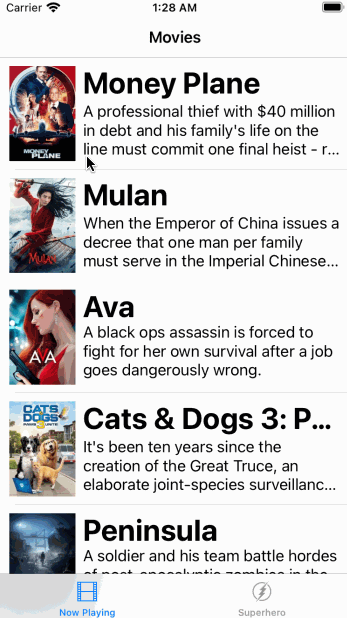 Carrier 1:28 AM
Movies
MONEY
PLANE
Money Plane
A professional thief with $40 million
in debt and his family's life on the
line must commit one final heist - r...
MULAN
Mulan
When the Emperor of China issues a
decree that one man per family
must serve in the Imperial Chinese...
AVA
Ava
A black ops assassin is forced to
fight for her own survival after a job
goes dangerously wrong.
CATS
DOGS
PAWS UNITE
Cats & Dogs 3: P...
It's been ten years since the
creation of the Great Truce, an
elaborate joint-species surveillanc...
Peninsula
A soldier and his team battle hordes
of post-apocalyptic zombies in the
Now Playing
Superhero